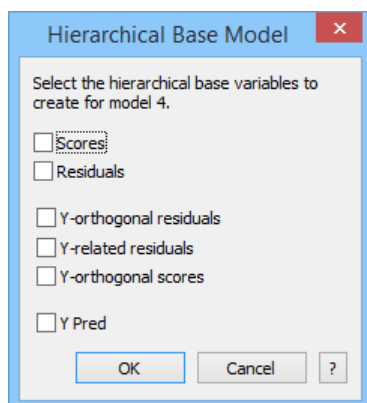 Hierarchical Base Model
Select the hierarchical base variables to
create for model 4.
Scores
Residuals
Y-orthogonal residuals
Y-related residuals
Y-orthogonal scores
Y Pred
OK Cancel ?